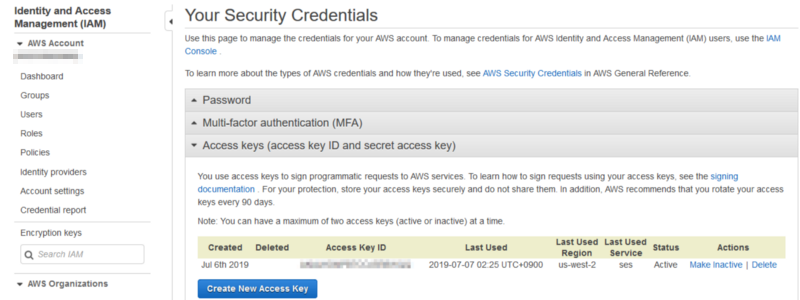 Identity and Access
Management (IAM)
AWS Account
Dashboard
Groups
Users
Roles
Policies
Identity providers
Account settings
Credential report
Encryption keys
Search IAM
AWS Organizations
Your Security Credentials
Use this page to manage the credentials for your AWS account. To manage credentials for AWS Identity and Access Management (IAM) users, use the IAM
Console .
To learn more about the types of AWS credentials and how they're used, see AWS Security Credentials in AWS General Reference.
Password
Multi-factor authentication (MFA)
Access keys (access key ID and secret access key)
You use access keys to sign programmatic requests to AWS services. To learn how to sign requests using your access keys, see the signing
documentation . For your protection, store your access keys securely and do not share them. In addition, AWS recommends that you rotate your access
keys every 90 days.
Note: You can have a maximum of two access keys (active or inactive) at a time.
Created Deleted Access Key ID Last Used Last Used Region Last Used Service Status Actions
Jul 6th 2019 2019-07-07 02:25 UTC+0900 us-west-2 ses Active Make Inactive | Delete
Create New Access Key